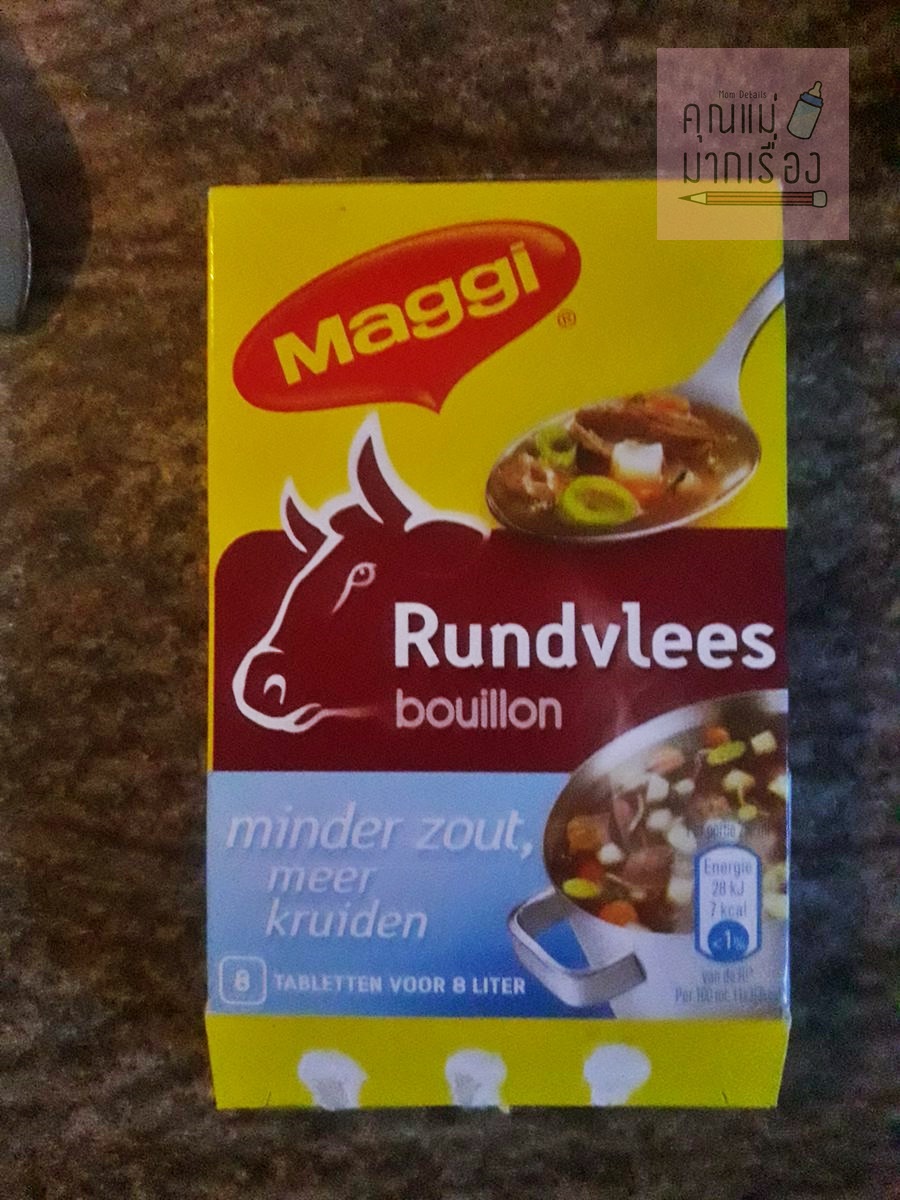 Mom Details
คุณแม่
มากเรื่อง
Maggi®
Rundvlees
bouillon
minder zout,
meer
kruiden
Energie
28 kJ
7 kcal
<1%
8 TABLETTEN VOOR 8 LITER